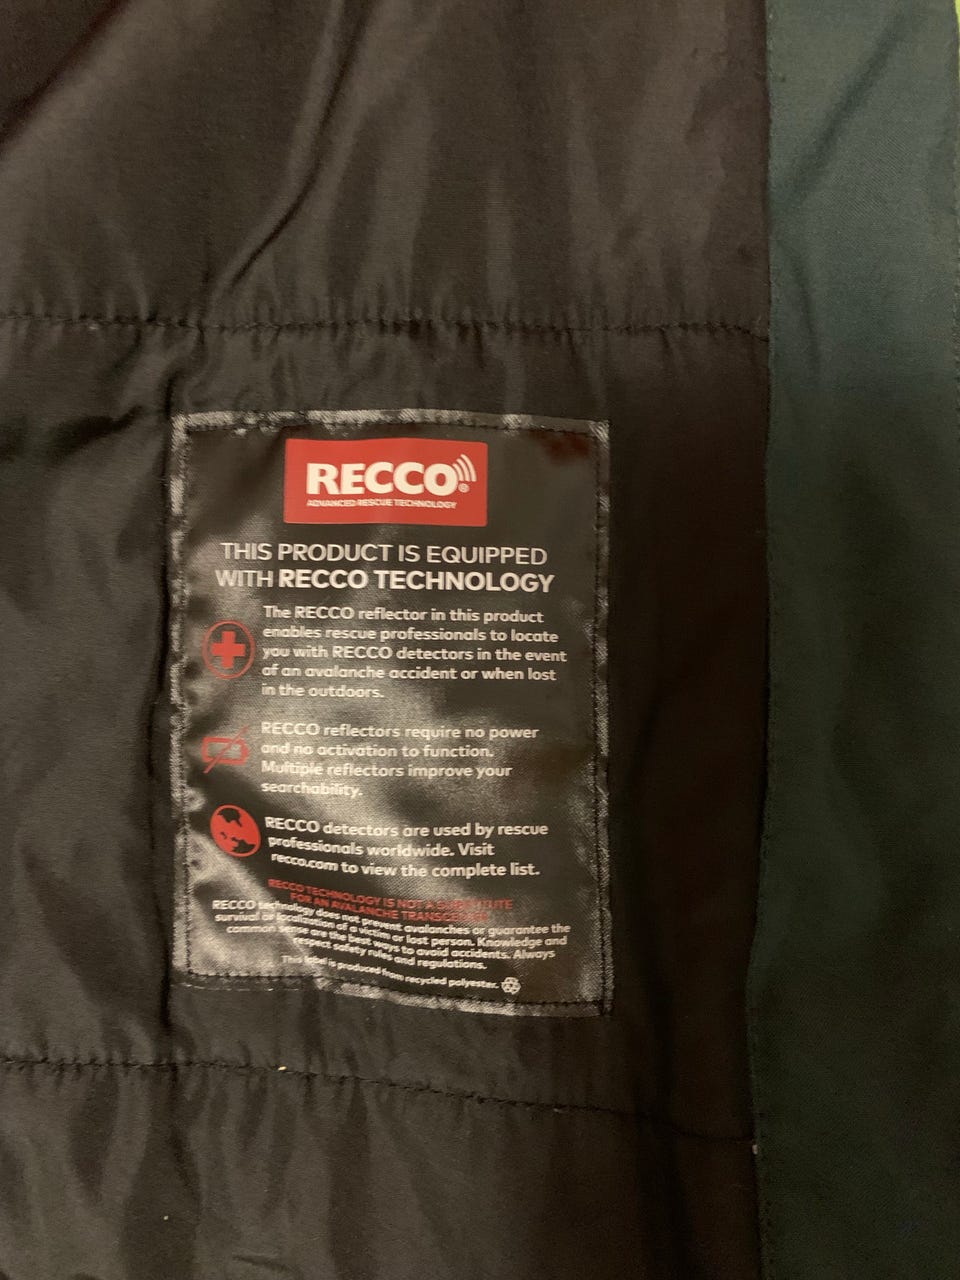 RECCO®
ADVANCED RESCUE TECHNOLOGY
THIS PRODUCT IS EQUIPPED
WITH RECCO TECHNOLOGY
The RECCO reflector in this product
enables rescue professionals to locate
you with RECCO detectors in the event
of an avalanche accident or when lost
in the outdoors.
RECCO reflectors require no power
and no activation to function.
Multiple reflectors improve your
searchability.
RECCO detectors are used by rescue
professionals worldwide. Visit
recco.com to view the complete list.
RECCO TECHNOLOGY IS NOT A SUBSTITUTE
FOR AN AVALANCHE
RECCO technology does not prevent avalanches or guarantee the
survival or localization of a victim or lost person. Knowledge and
common sense are the best ways to avoid accidents. Always
respect safety rules and regulations.
This label is produced from recycled polyester.